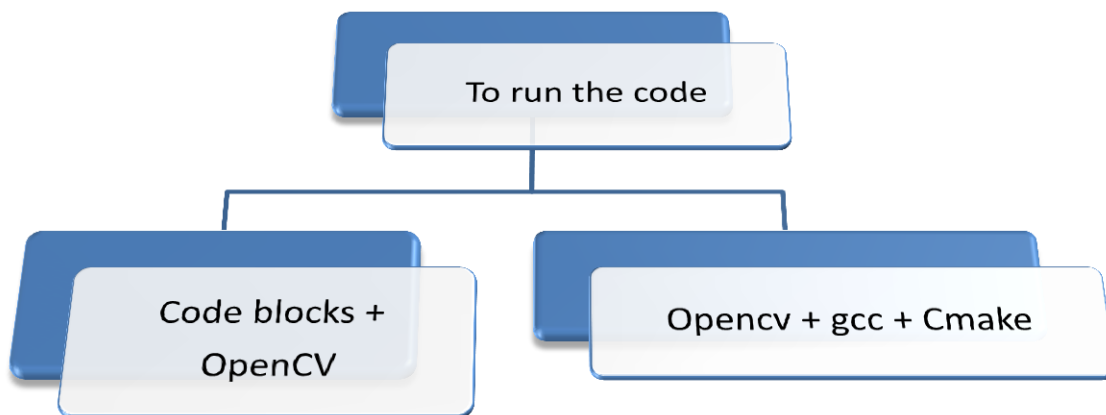 To run the code
Code blocks +
OpenCV
Opencv + gcc + Cmake